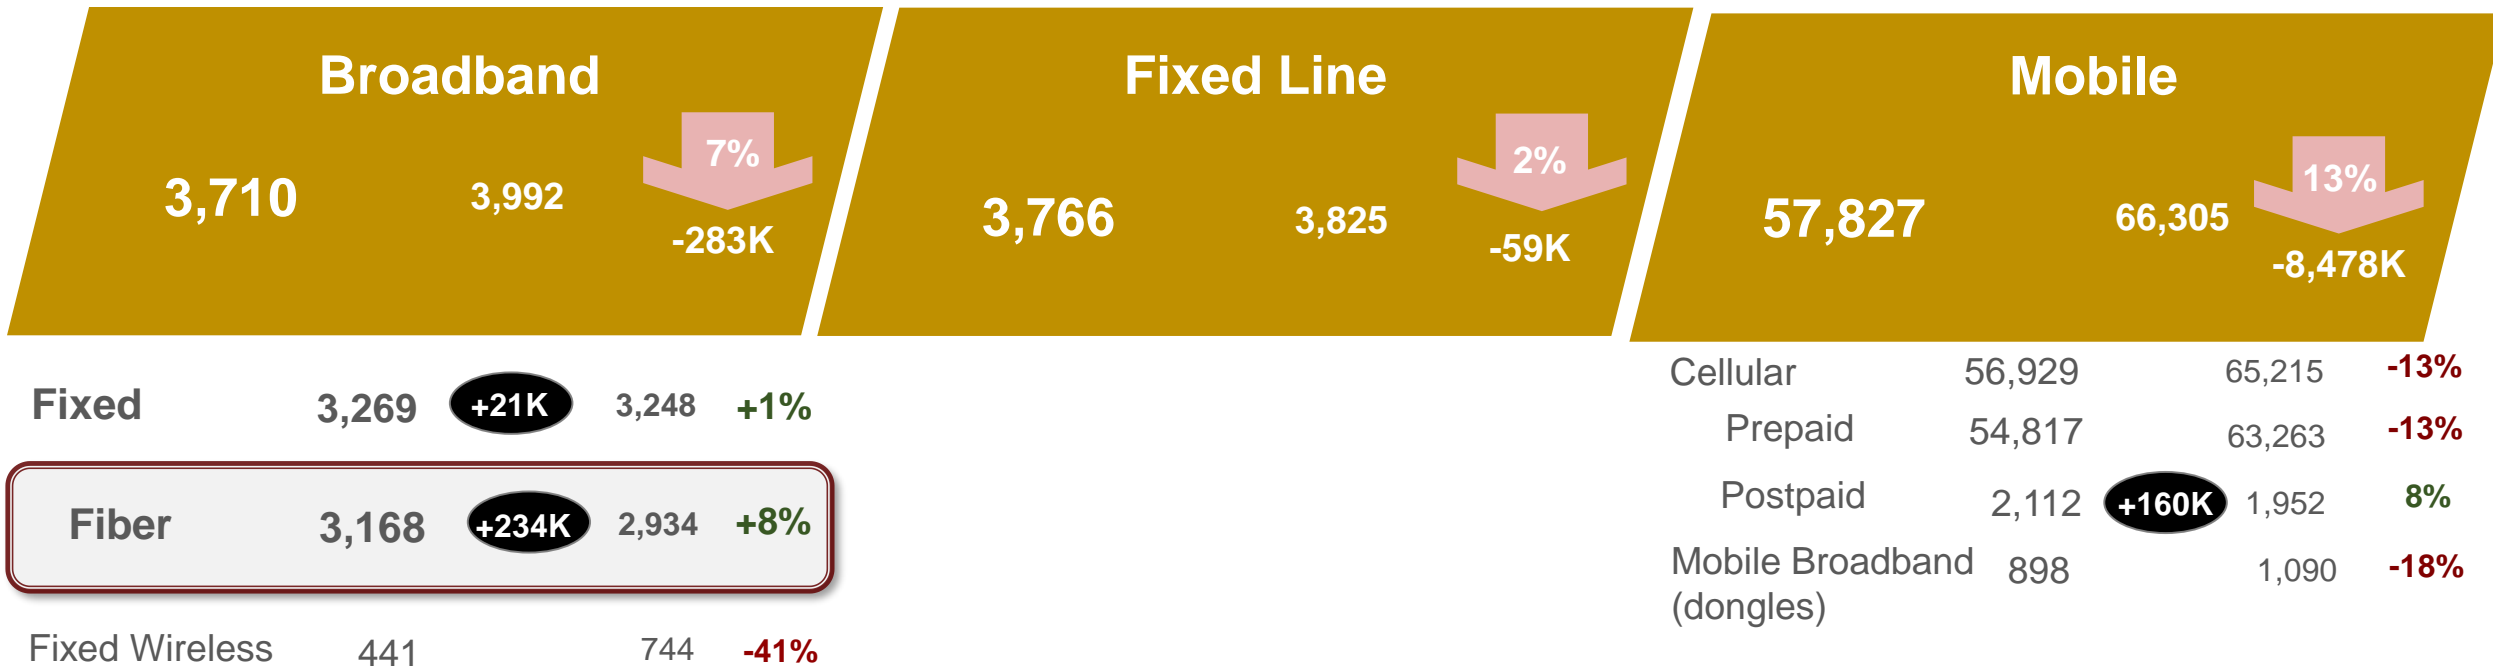 Broadband
3,710 3,992 7%
-283K
Fixed Line
3,766 3,825 2%
-59K
Mobile
57,827 66,305 13%
-8,478K
Fixed 3,269 +21K 3,248 +1%
Fiber 3,168 +234K 2,934 +8%
Fixed Wireless 441 744 -41%
Cellular 56,929 65,215 -13%
Prepaid 54,817 63,263 -13%
Postpaid 2,112 +160K 1,952 8%
Mobile Broadband 898 1,090 -18%
(dongles)